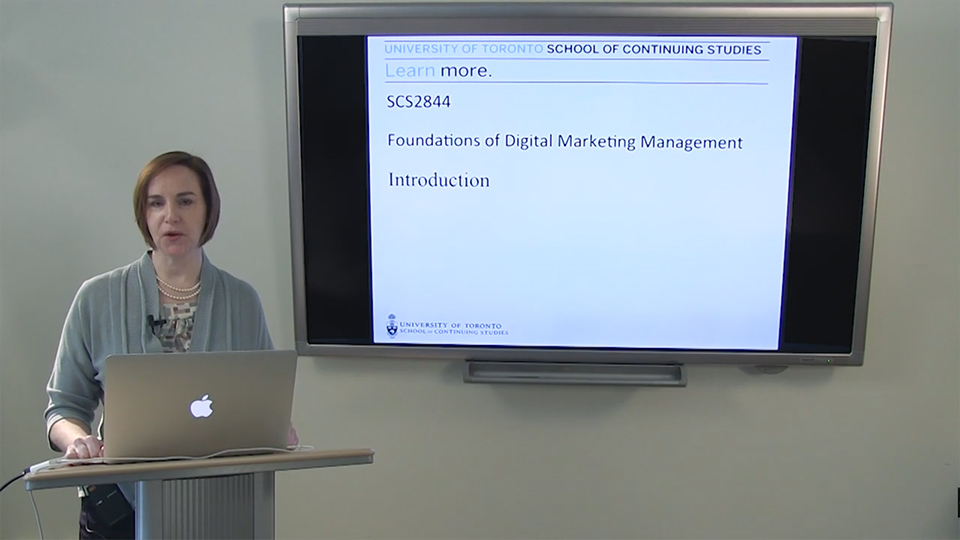 UNIVERSITY OF TORONTO SCHOOL OF CONTINUING STUDIES
Learn more.
SCS2844
Foundations of Digital Marketing Management
Introduction
UNIVERSITY OF TORONTO
SCHOOL OF CONTINUING STUDIES